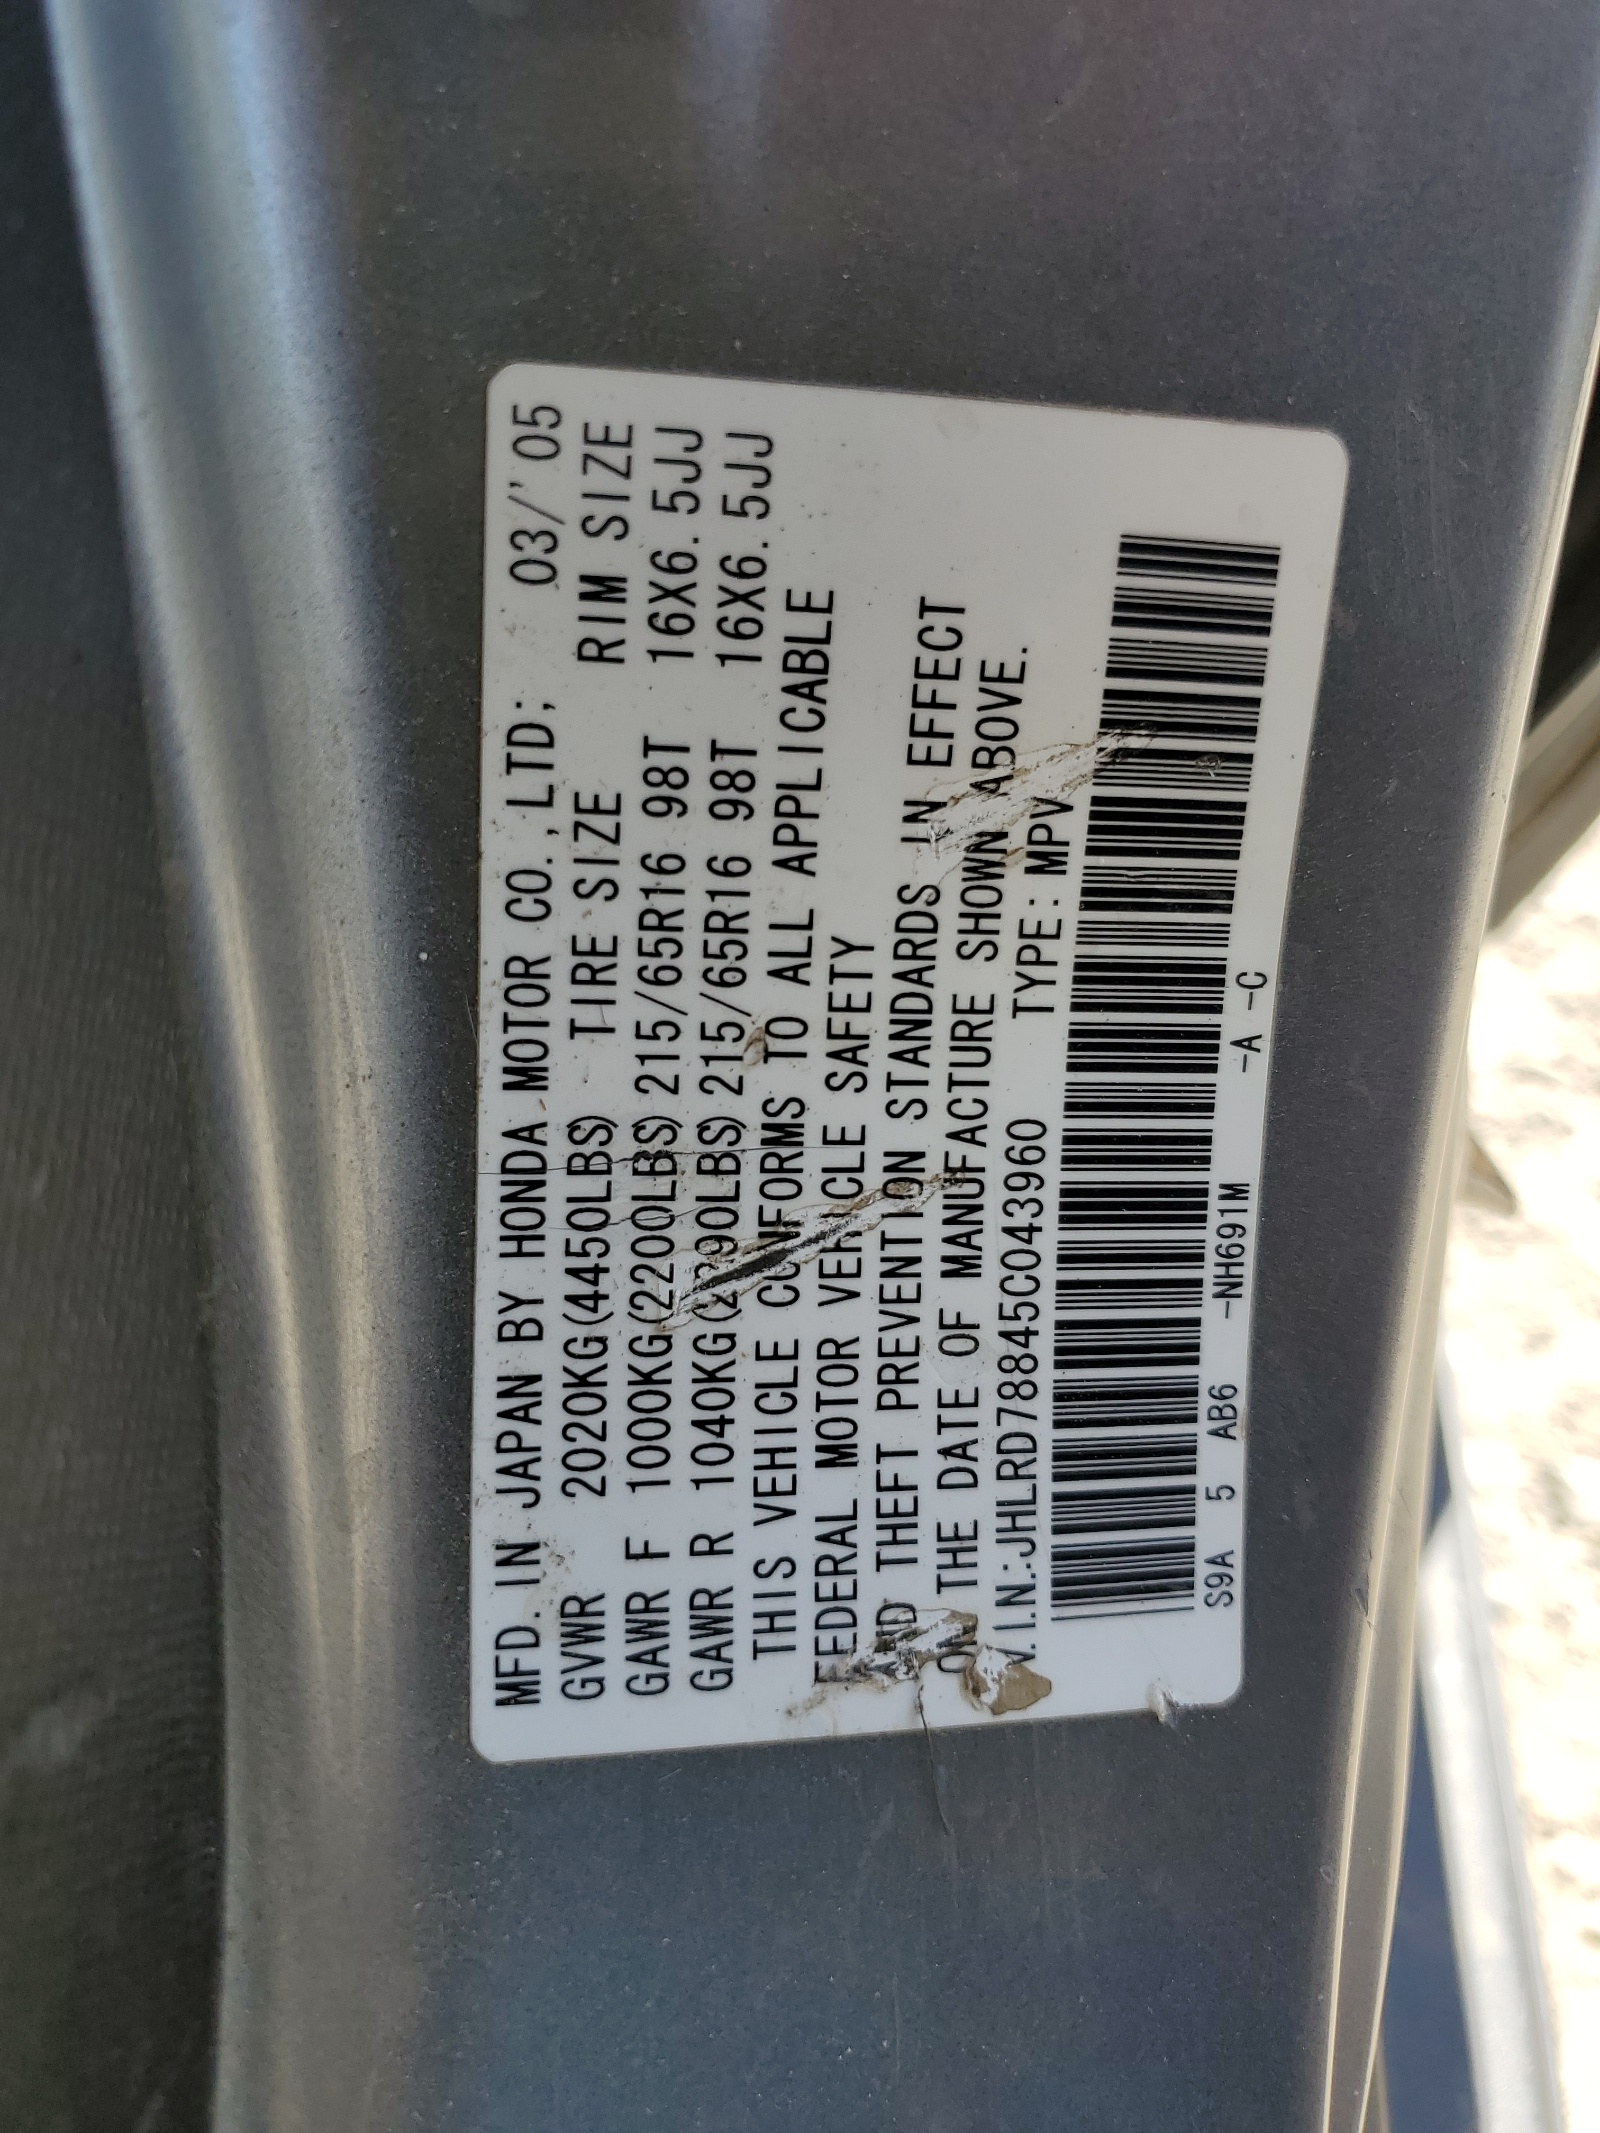 MFD. IN JAPAN BY HONDA MOTOR CO.,LTD; 03/'05
GVWR 2020KG(4450LBS) TIRE SIZE RIM SIZE
GAWR F 1000KG(2200LBS) 215/65R16 98T 16X6.5JJ
GAWR R 1040KG(2290LBS) 215/65R16 98T 16X6.5JJ
THIS VEHICLE CONFORMS TO ALL APPLICABLE
FEDERAL MOTOR VEHICLE SAFETY
AND THEFT PREVENTION STANDARDS IN EFFECT
ON THE DATE OF MANUFACTURE SHOWN ABOVE.
V.I.N.:JHLRD78845C043960 TYPE:MPV
S9A 5 AB6 -NH691M -A -C